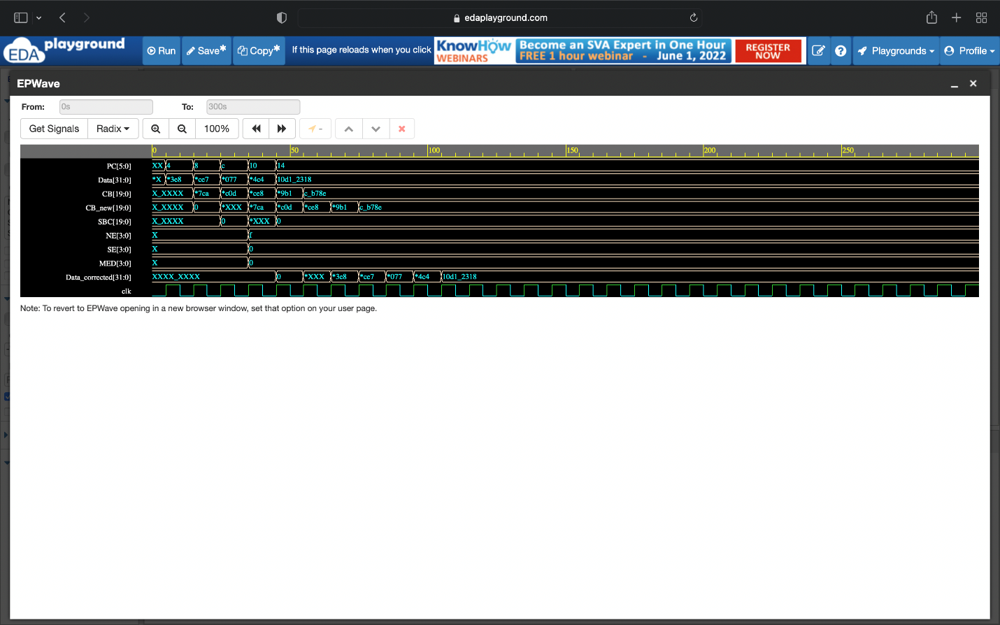 edaplayground.com
EDA playground
Run
Save*
Copy*
If this page reloads when you click
KnowHow WEBINARS
Become an SVA Expert in One Hour
FREE 1 hour webinar - June 1, 2022
REGISTER NOW
Playgrounds
Profile
EPWave
From: 0s To: 300s
Get Signals Radix 100% -
0 50 100 150 200 250
PC[5:0] XX 4 8 c 10 14
Data[31:0] *X *3e8 *ce7 *077 *4c4 10d1_2318
CB[19:0] X_XXXX *7ca *c0d *ce8 *9b1 c_b78e
CB_new[19:0] X_XXXX 0 *XXX *7ca *c0d *ce8 *9b1 c_b78e
SBC[19:0] X_XXXX 0 *XXX 0
NE[3:0] X f
SE[3:0] X 0
MED[3:0] X 0
Data_corrected[31:0] XXXX_XXXX 0 *XXX *3e8 *ce7 *077 *4c4 10d1_2318
clk
Note: To revert to EPWave opening in a new browser window, set that option on your user page.